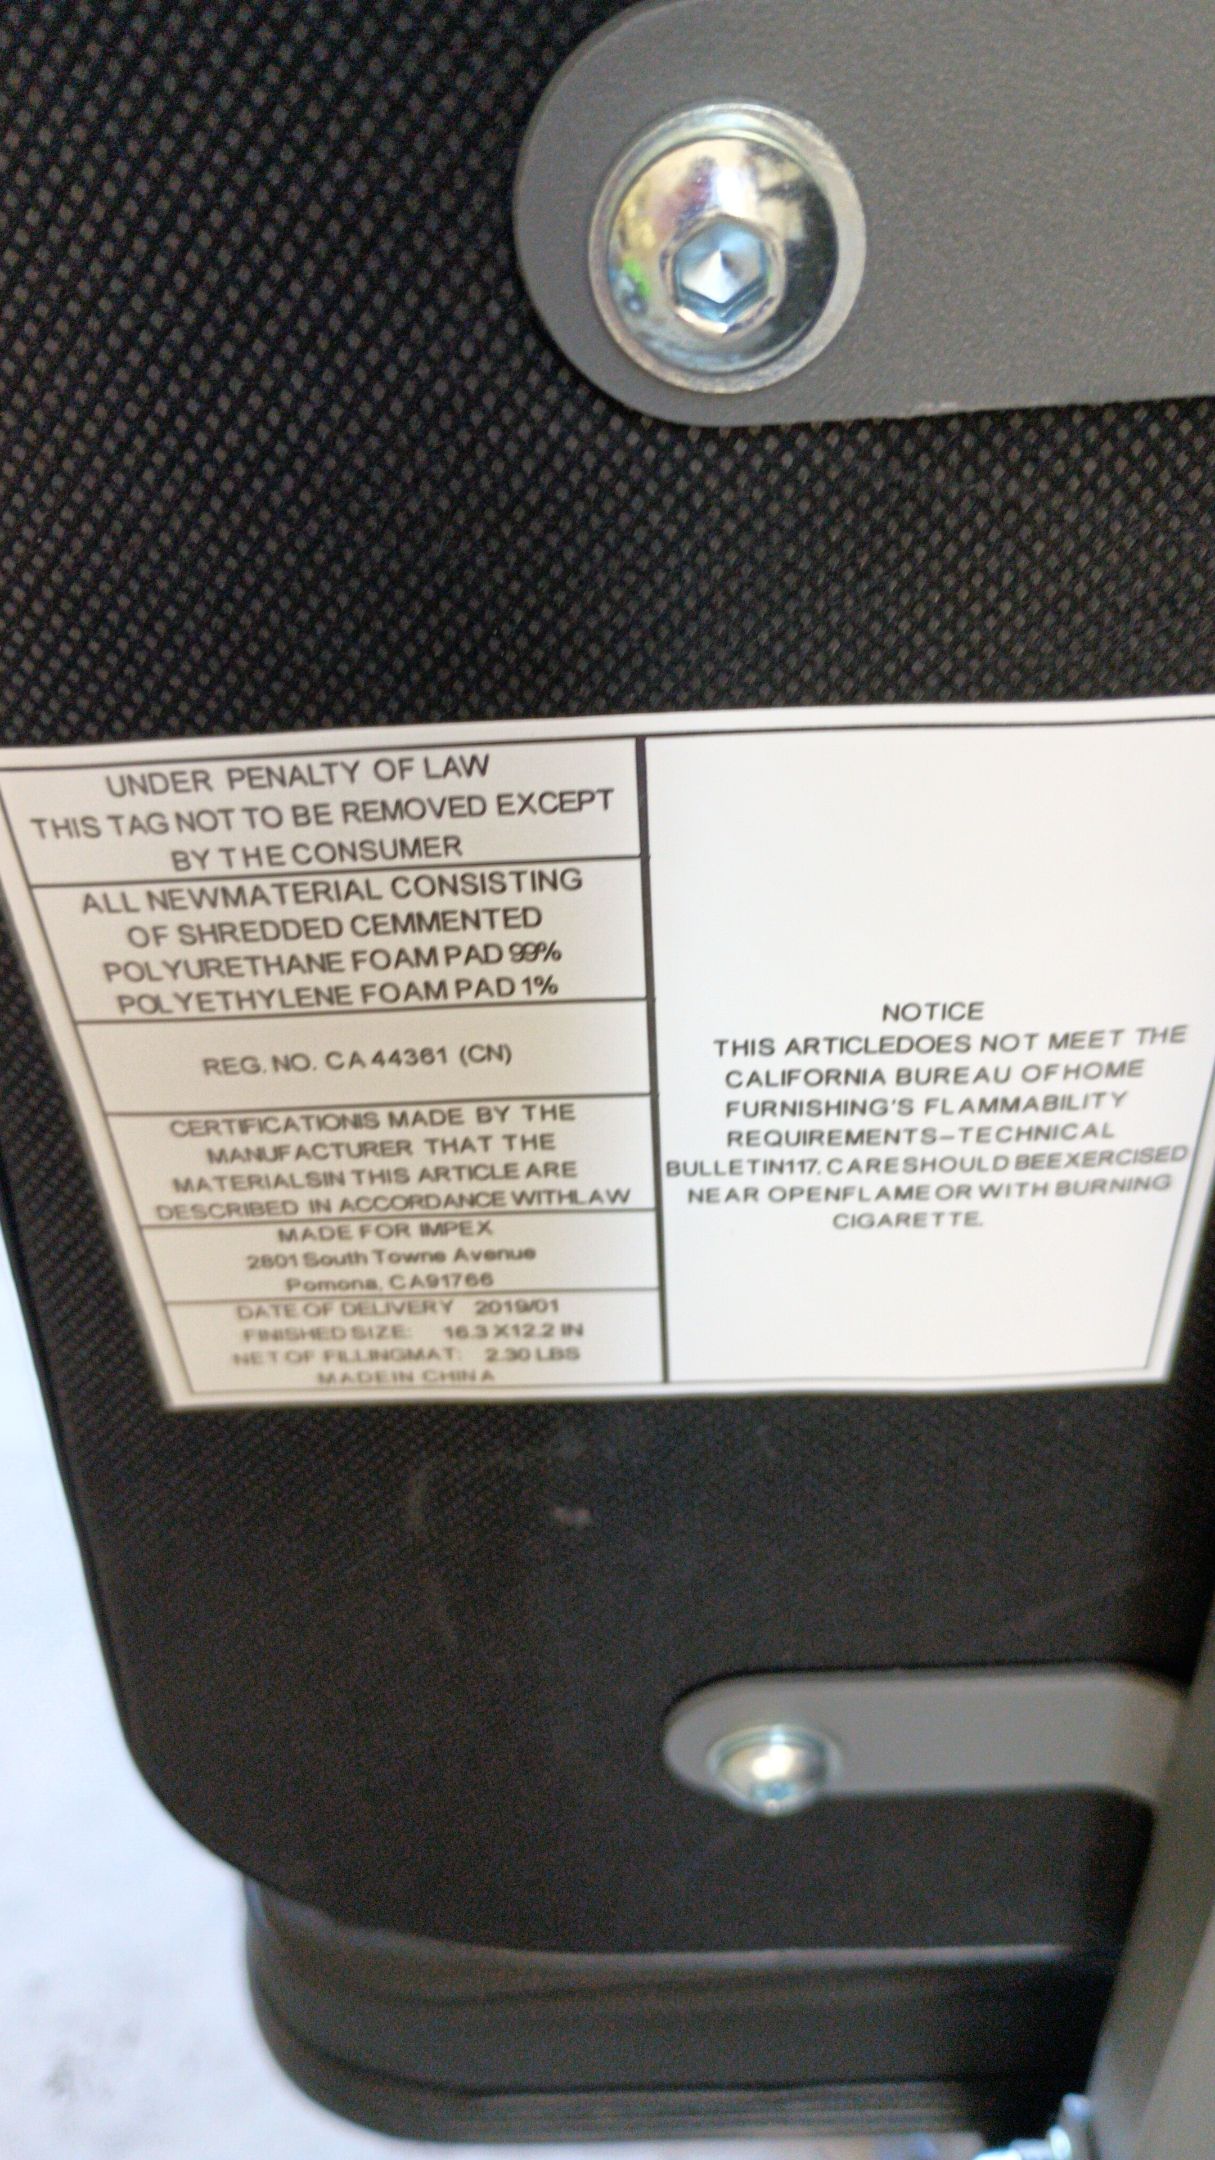 UNDER PENALTY OF LAW
THIS TAG NOT TO BE REMOVED EXCEPT
BY THE CONSUMER
ALL NEWMATERIAL CONSISTING
OF SHREDDED CEMMENTED
POLYURETHANE FOAM PAD 99%
POLYETHYLENE FOAM PAD 1%
REG. NO. CA 44361 (CN)
CERTIFICATIONIS MADE BY THE
MANUFACTURER THAT THE
MATERIALSIN THIS ARTICLE ARE
DESCRIBED IN ACCORDANCE WITHLAW
MADE FOR IMPEX
2801 South Towne Avenue
Pomona, CA91766
DATE OF DELIVERY 2019/01
FINISHED SIZE: 16.3 X12.2 IN
NET OF FILLINGMAT: 2.30 LBS
MADEIN CHINA
NOTICE
THIS ARTICLEDOES NOT MEET THE
CALIFORNIA BUREAU OFHOME
FURNISHING'S FLAMMABILITY
REQUIREMENTS–TECHNICAL
BULLETIN117. CARESHOULD BEEXERCISED
NEAR OPENFLAMEOR WITH BURNING
CIGARETTE.